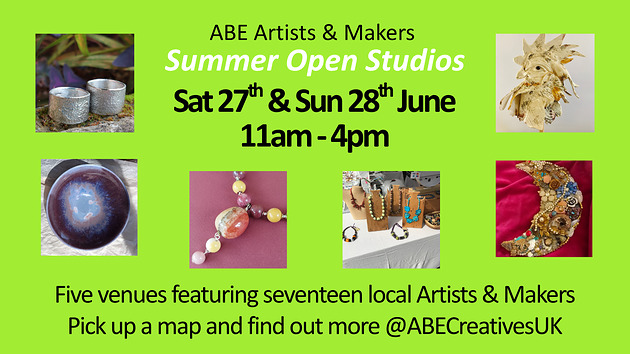 ABE Artists & Makers
Summer Open Studios
Sat 27th & Sun 28th June
11am - 4pm
Five venues featuring seventeen local Artists & Makers
Pick up a map and find out more @ABECreativesUK